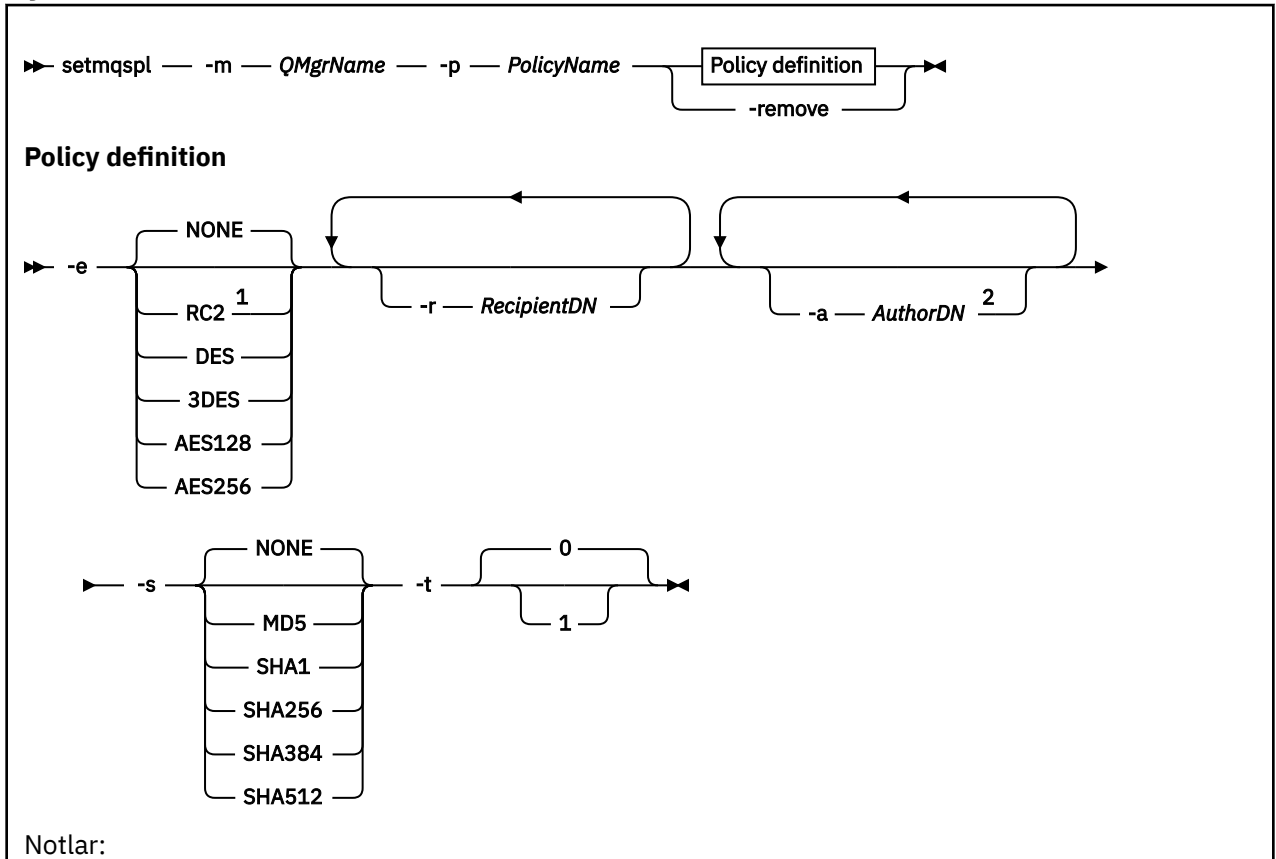 setmqspl -m QMgrName -p PolicyName Policy definition
-remove
Policy definition
NONE
-e
RC2 1
DES
3DES
AES128
AES256
-r RecipientDN
-a AuthorDN 2
-s
NONE
MD5
SHA1
SHA256
SHA384
SHA512
-t
0
1
Notlar: